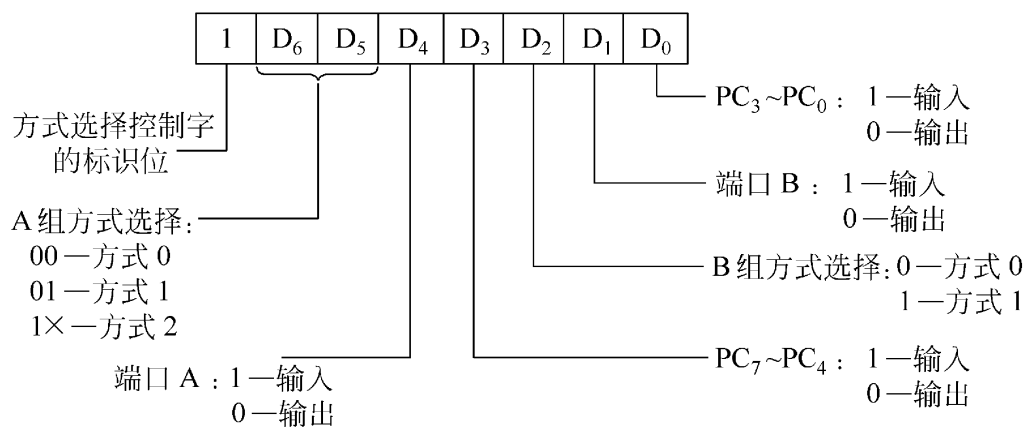 1 D₆ D₅ D₄ D₃ D₂ D₁ D₀
PC₃~PC₀：1—输入
0—输出
方式选择控制字
的标识位
端口 B：1—输入
0—输出
A 组方式选择：
00—方式 0
01—方式 1
1×—方式 2
B 组方式选择：0—方式 0
1—方式 1
端口 A：1—输入
0—输出
PC₇~PC₄：1—输入
0—输出